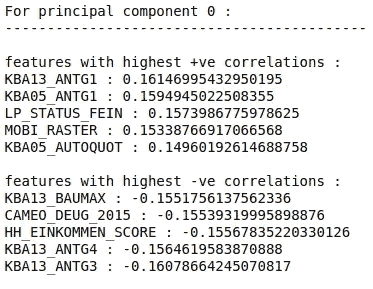 For principal component 0 :
-------------------------------------------
features with highest +ve correlations :
KBA13_ANTG1 : 0.16146995432950195
KBA05_ANTG1 : 0.1594945022508355
LP_STATUS_FEIN : 0.1573986775978625
MOBI_RASTER : 0.15338766917066568
KBA05_AUTOQUOT : 0.14960192614688758
features with highest -ve correlations :
KBA13_BAUMAX : -0.1551756137562336
CAMEO_DEUG_2015 : -0.15539319995898876
HH_EINKOMMEN_SCORE : -0.15567835220330126
KBA13_ANTG4 : -0.1564619583870888
KBA13_ANTG3 : -0.16078664245070817